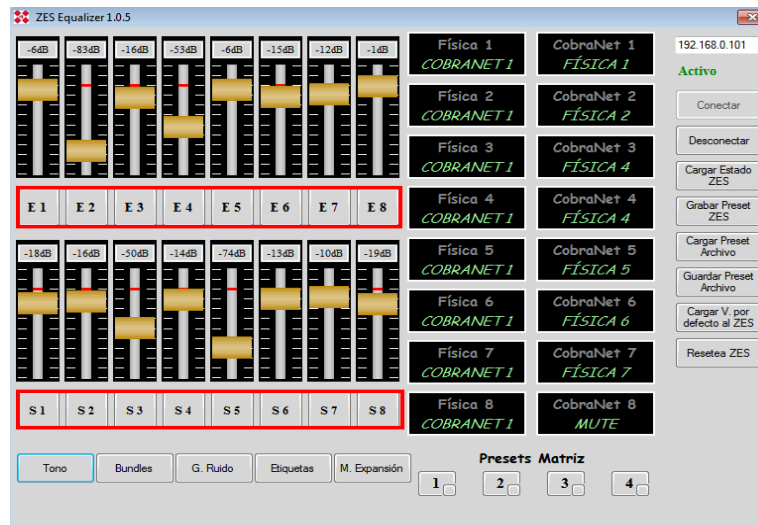 ZES Equalizer 1.0.5
-6dB -83dB -16dB -53dB -6dB -15dB -12dB -1dB
E 1 E 2 E 3 E 4 E 5 E 6 E 7 E 8
-18dB -16dB -50dB -14dB -74dB -13dB -10dB -19dB
S 1 S 2 S 3 S 4 S 5 S 6 S 7 S 8
Tono Bundles G. Ruido Etiquetas M. Expansión
Física 1
COBRANET 1
Física 2
COBRANET 1
Física 3
COBRANET 1
Física 4
COBRANET 1
Física 5
COBRANET 1
Física 6
COBRANET 1
Física 7
COBRANET 1
Física 8
COBRANET 1
CobraNet 1
FÍSICA 1
CobraNet 2
FÍSICA 2
CobraNet 3
FÍSICA 4
CobraNet 4
FÍSICA 4
CobraNet 5
FÍSICA 5
CobraNet 6
FÍSICA 6
CobraNet 7
FÍSICA 7
CobraNet 8
MUTE
Presets Matriz
1 2 3 4
192.168.0.101
Activo
Conectar
Desconectar
Cargar Estado
ZES
Grabar Preset
ZES
Cargar Preset
Archivo
Guardar Preset
Archivo
Cargar V. por
defecto al ZES
Resetea ZES